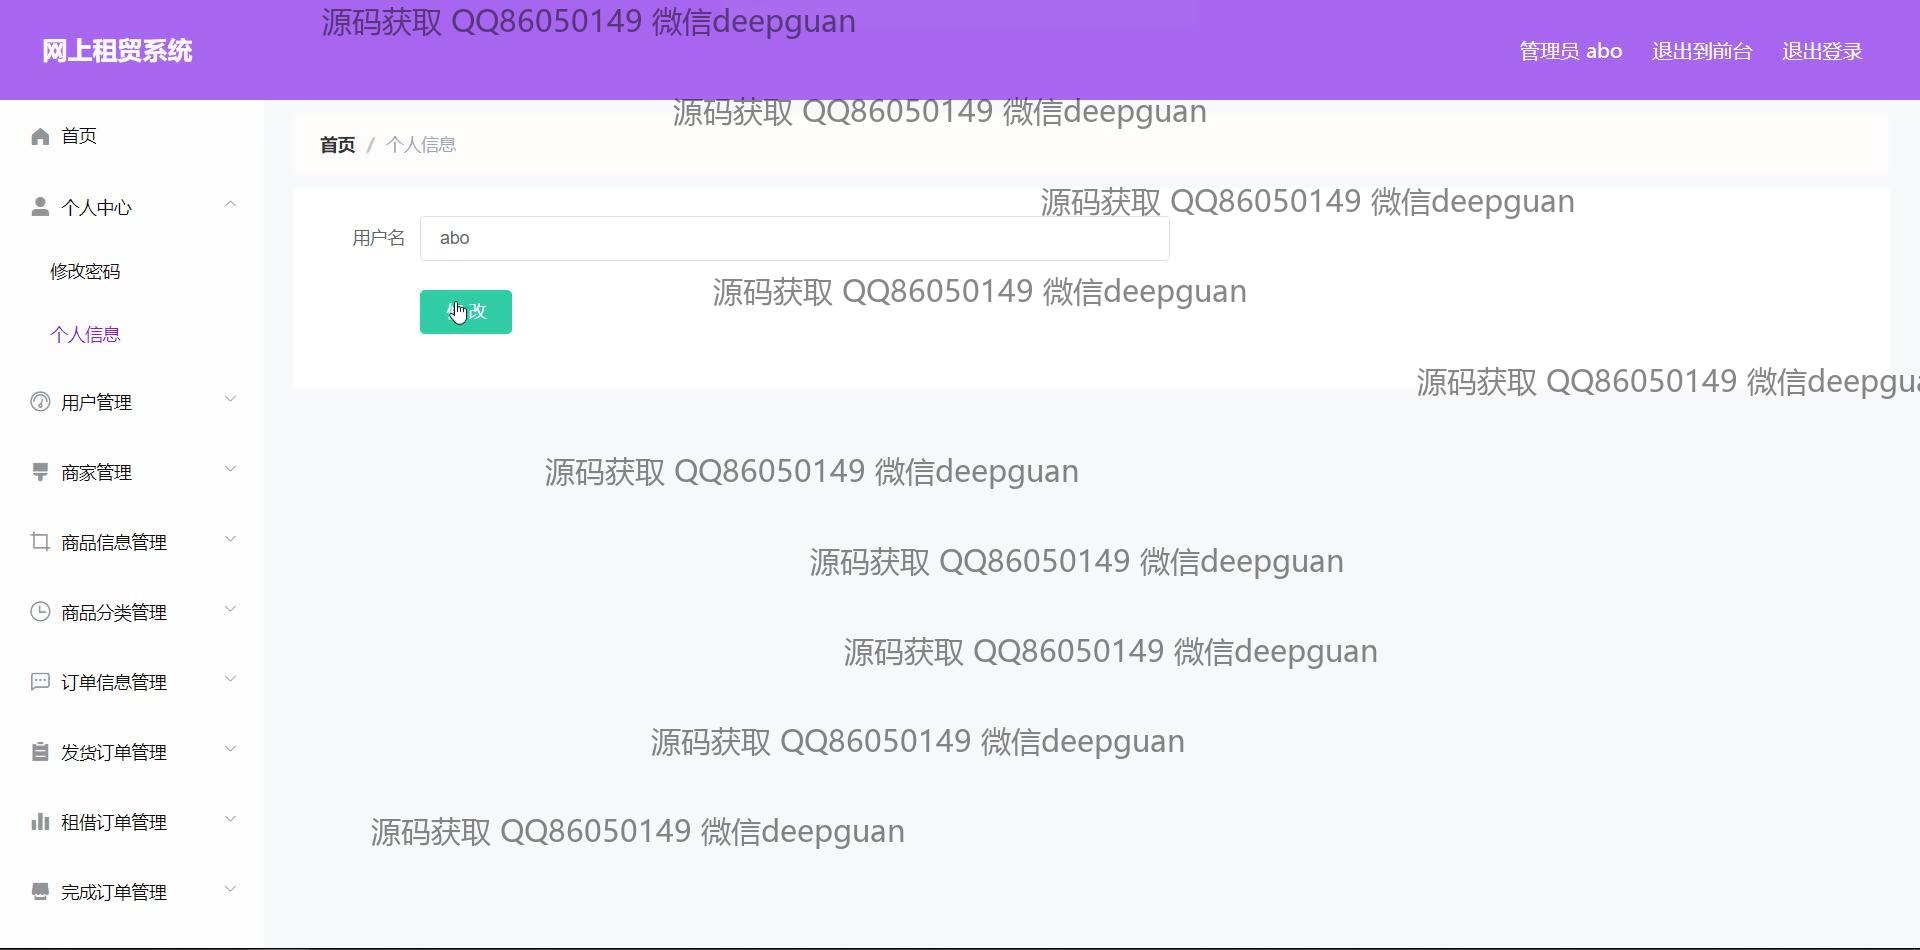 源码获取 QQ86050149 微信deepguan
网上租贸系统
管理员 abo 退出到前台 退出登录
源码获取 QQ86050149 微信deepguan
首页
首页 / 个人信息
源码获取 QQ86050149 微信deepguan
个人中心
用户名 abo
修改密码
源码获取 QQ86050149 微信deepguan
改
个人信息
源码获取 QQ86050149 微信deepgua
用户管理
商家管理
源码获取 QQ86050149 微信deepguan
商品信息管理
源码获取 QQ86050149 微信deepguan
商品分类管理
源码获取 QQ86050149 微信deepguan
订单信息管理
源码获取 QQ86050149 微信deepguan
发货订单管理
租借订单管理
源码获取 QQ86050149 微信deepguan
完成订单管理